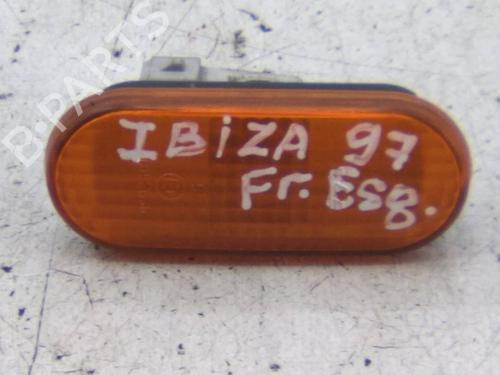 B-PARTS
IBiZA 97
Fr. Esq.